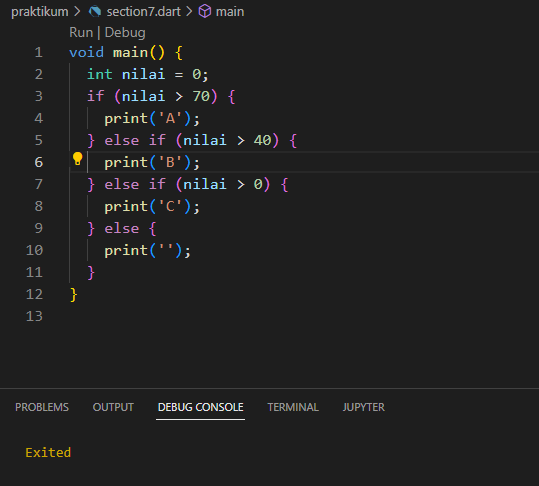 praktikum > section7.dart > main
Run | Debug
1 void main() {
2 int nilai = 0;
3 if (nilai > 70) {
4 print('A');
5 } else if (nilai > 40) {
6 print('B');
7 } else if (nilai > 0) {
8 print('C');
9 } else {
10 print('');
11 }
12 }
13
PROBLEMS OUTPUT DEBUG CONSOLE TERMINAL JUPYTER
Exited